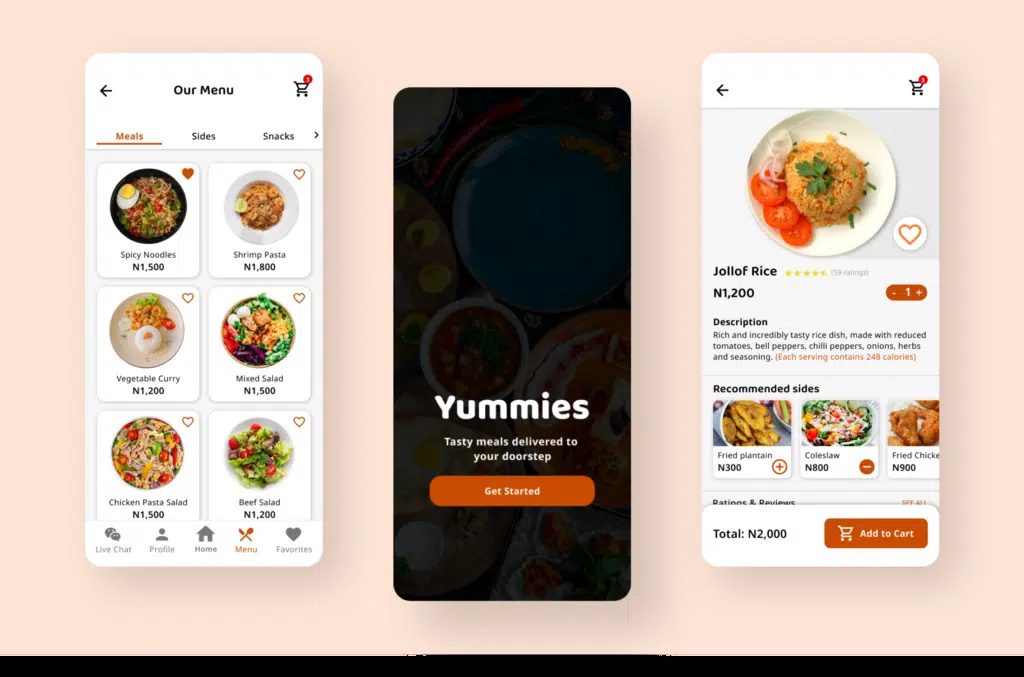 Our Menu
3
Meals Sides Snacks
Spicy Noodles
N1,500
Shrimp Pasta
N1,800
Vegetable Curry
N1,200
Mixed Salad
N1,500
Chicken Pasta Salad
N1,500
Beef Salad
N1,200
Live Chat Profile Home Menu Favorites
Yummies
Tasty meals delivered to
your doorstep
Get Started
3
Jollof Rice (59 ratings)
N1,200
- 1 +
Description
Rich and incredibly tasty rice dish, made with reduced
tomatoes, bell peppers, chilli peppers, onions, herbs
and seasoning. (Each serving contains 248 calories)
Recommended sides
Fried plantain
N300
Coleslaw
N800
Fried Chicke
N900
Ratings & Reviews SEE ALL
Total: N2,000
Add to Cart